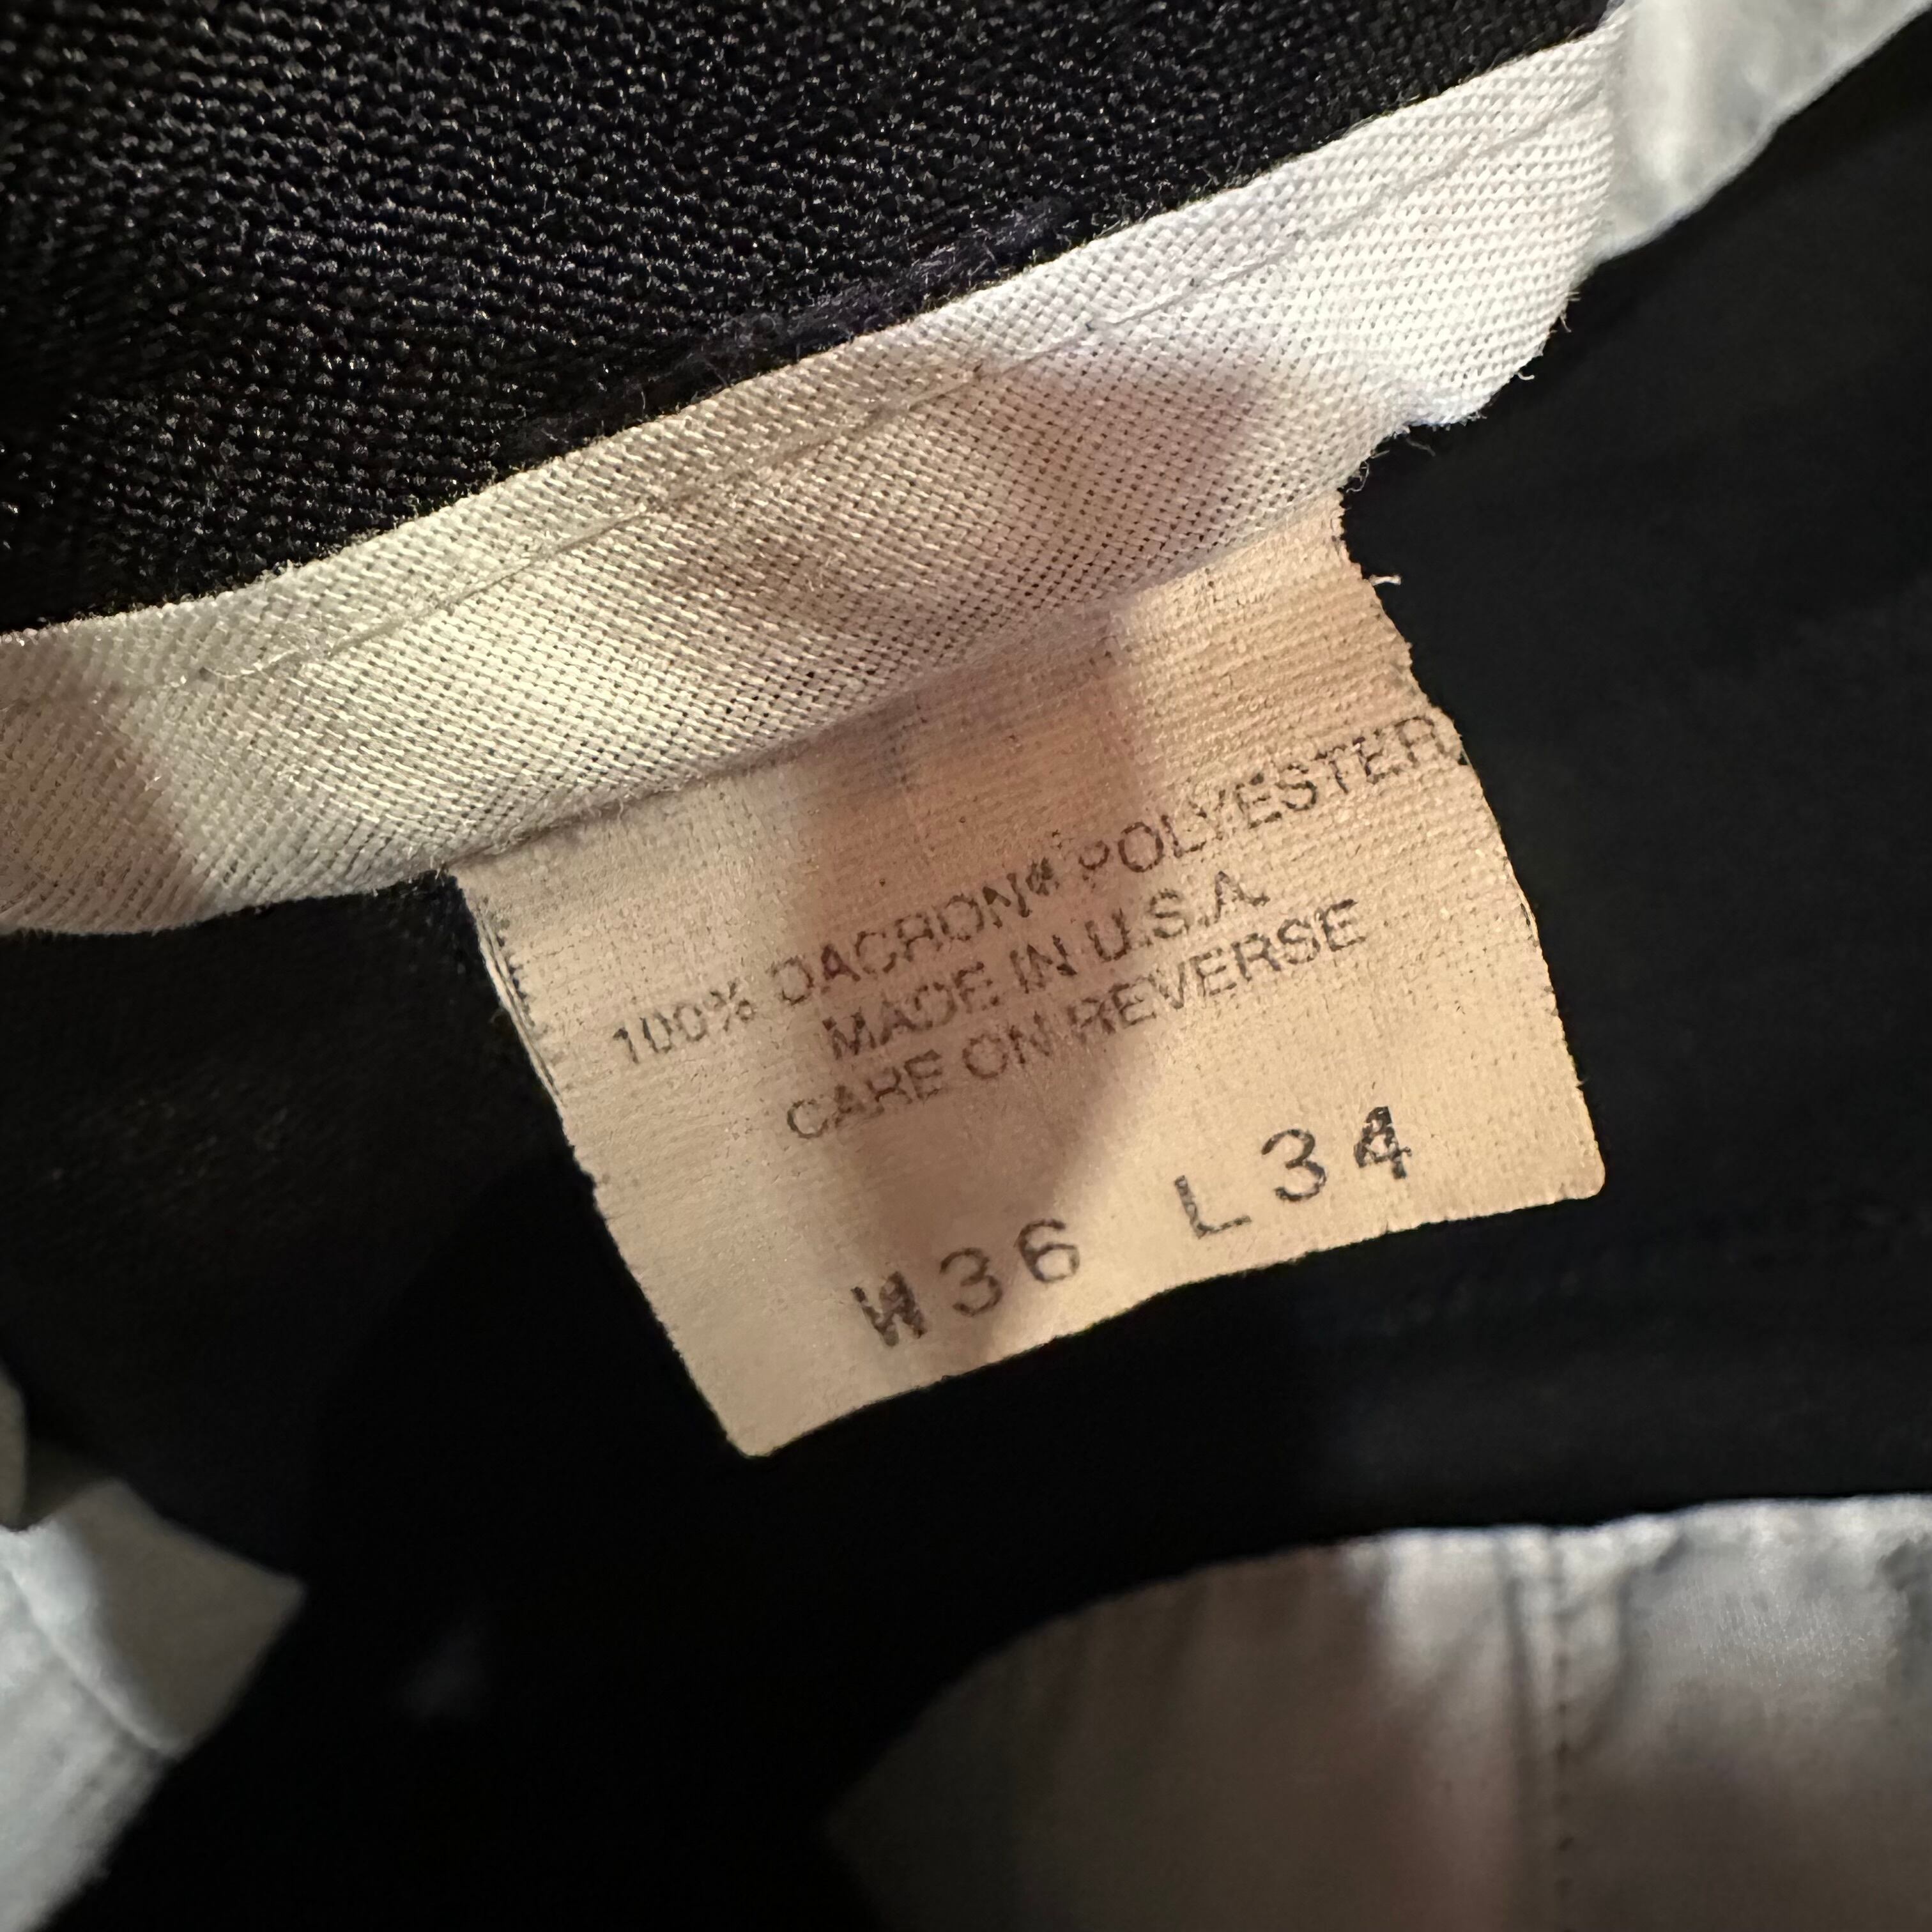 100% DACRON® POLYESTER
MADE IN U.S.A.
CARE ON REVERSE
W36 L34